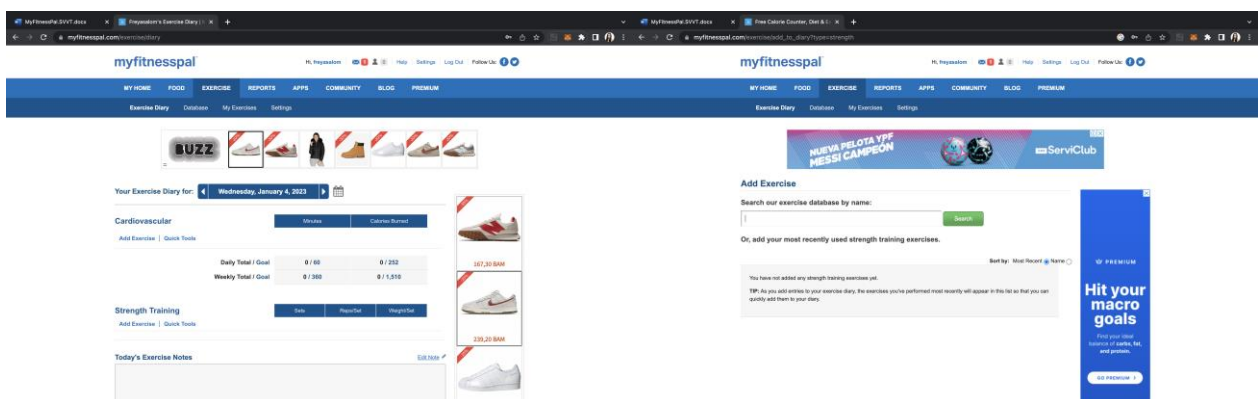 MyFitnessPal.SVVT.docx
Freyasalom's Exercise Diary |
myfitnesspal.com/exercise/diary
myfitnesspal
Hi, freyasalom
Help Settings Log Out Follow Us:
MY HOME FOOD EXERCISE REPORTS APPS COMMUNITY BLOG PREMIUM
Exercise Diary Database My Exercises Settings
BUZZ
Your Exercise Diary for: Wednesday, January 4, 2023
Cardiovascular Minutes Calories Burned
Add Exercise | Quick Tools
Daily Total / Goal 0 / 60 0 / 252
Weekly Total / Goal 0 / 360 0 / 1,510
167,30 BAM
Strength Training Sets Reps/Set Weight/Set
Add Exercise | Quick Tools
239,20 BAM
Today's Exercise Notes Edit Note
MyFitnessPal.SVVT.docx
Free Calorie Counter, Diet &
myfitnesspal.com/exercise/add_to_diary?type=strength
myfitnesspal
Hi, freyasalom
Help Settings Log Out Follow Us:
MY HOME FOOD EXERCISE REPORTS APPS COMMUNITY BLOG PREMIUM
Exercise Diary Database My Exercises Settings
NUEVA PELOTA YPF
MESSI CAMPEÓN
ServiClub
Add Exercise
Search our exercise database by name:
Search
Or, add your most recently used strength training exercises.
Sort by: Most Recent Name
You have not added any strength training exercises yet.
TIP: As you add entries to your exercise diary, the exercises you've performed most recently will appear in this list so that you can
quickly add them to your diary.
PREMIUM
Hit your
macro
goals
Find your ideal
balance of carbs, fat,
and protein.
GO PREMIUM